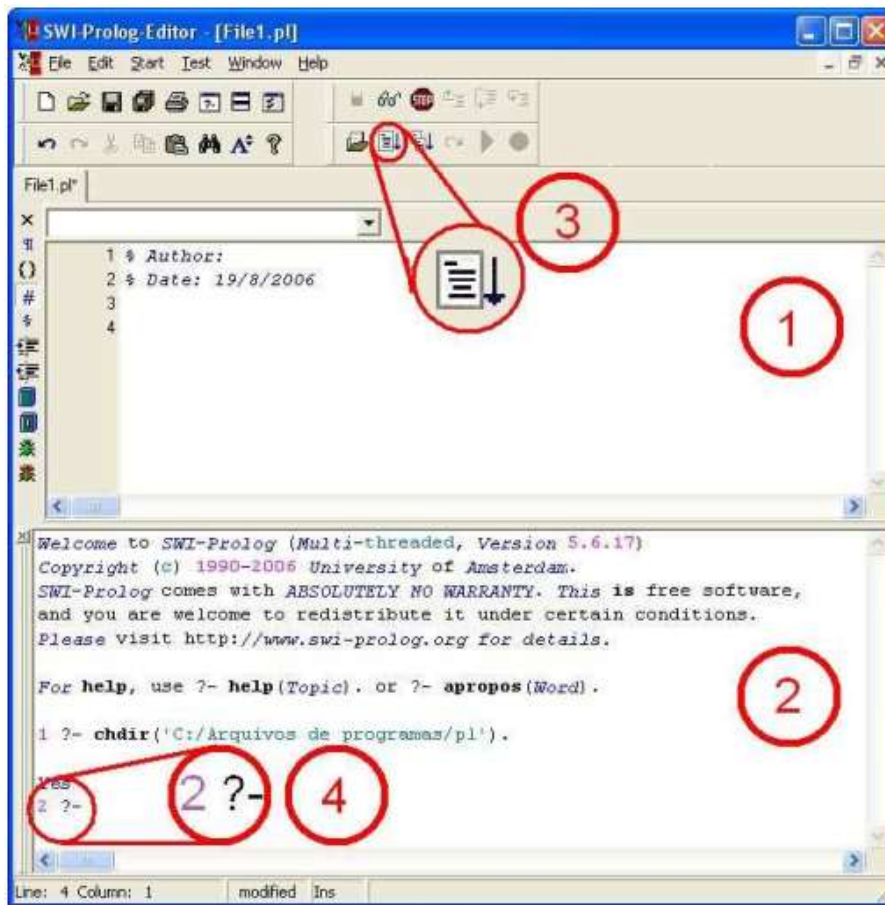 SWI-Prolog-Editor - [File1.pl]
File Edit Start Test Window Help
STOP
File1.pl*
3
1 % Author:
2 % Date: 19/8/2006
3
4
1
Welcome to SWI-Prolog (Multi-threaded, Version 5.6.17)
Copyright (c) 1990-2006 University of Amsterdam.
SWI-Prolog comes with ABSOLUTELY NO WARRANTY. This is free software,
and you are welcome to redistribute it under certain conditions.
Please visit http://www.swi-prolog.org for details.
For help, use ?- help(Topic). or ?- apropos(Word).
2
1 ?- chdir('C:/Arquivos de programas/pl').
Yes
2 ?-
2 ?-
4
Line: 4 Column: 1 modified Ins